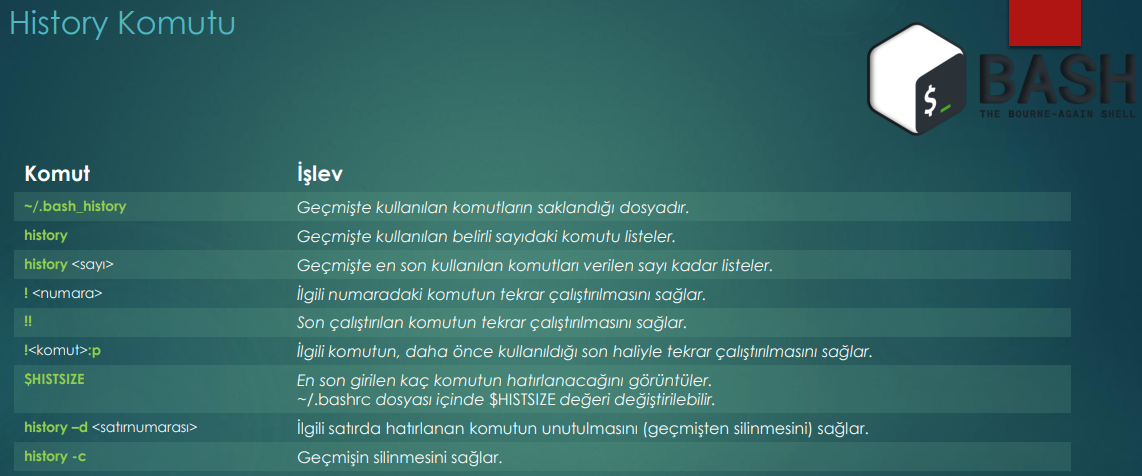 History Komutu
$_
BASH
THE BOURNE-AGAIN SHELL
Komut İşlev
~/.bash_history Geçmişte kullanılan komutların saklandığı dosyadır.
history Geçmişte kullanılan belirli sayıdaki komutu listeler.
history <sayı> Geçmişte en son kullanılan komutları verilen sayı kadar listeler.
! <numara> İlgili numaradaki komutun tekrar çalıştırılmasını sağlar.
!! Son çalıştırılan komutun tekrar çalıştırılmasını sağlar.
!<komut>:p İlgili komutun, daha önce kullanıldığı son haliyle tekrar çalıştırılmasını sağlar.
$HISTSIZE En son girilen kaç komutun hatırlanacağını görüntüler.
~/.bashrc dosyası içinde $HISTSIZE değeri değiştirilebilir.
history –d <satırnumarası> İlgili satırda hatırlanan komutun unutulmasını (geçmişten silinmesini) sağlar.
history -c Geçmişin silinmesini sağlar.